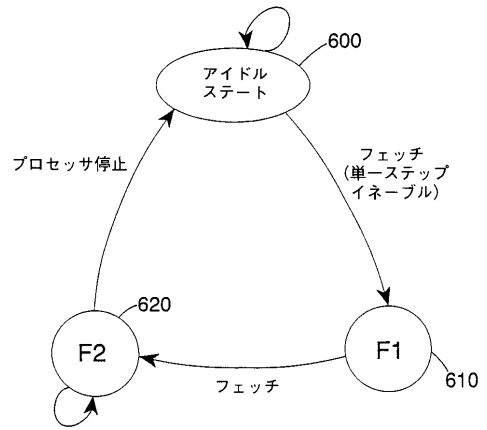 600
アイドル
ステート
フェッチ
(単一ステップ
イネーブル)
プロセッサ停止
620
F2
F1
610
フェッチ